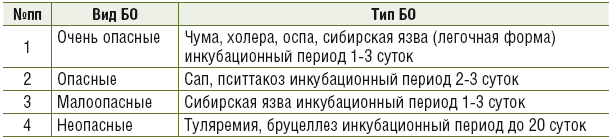 №пп Вид БО Тип БО
1 Очень опасные Чума, холера, оспа, сибирская язва (легочная форма)
инкубационный период 1-3 суток
2 Опасные Сап, пситтакоз инкубационный период 2-3 суток
3 Малоопасные Сибирская язва инкубационный период 1-3 суток
4 Неопасные Туляремия, бруцеллез инкубационный период до 20 суток